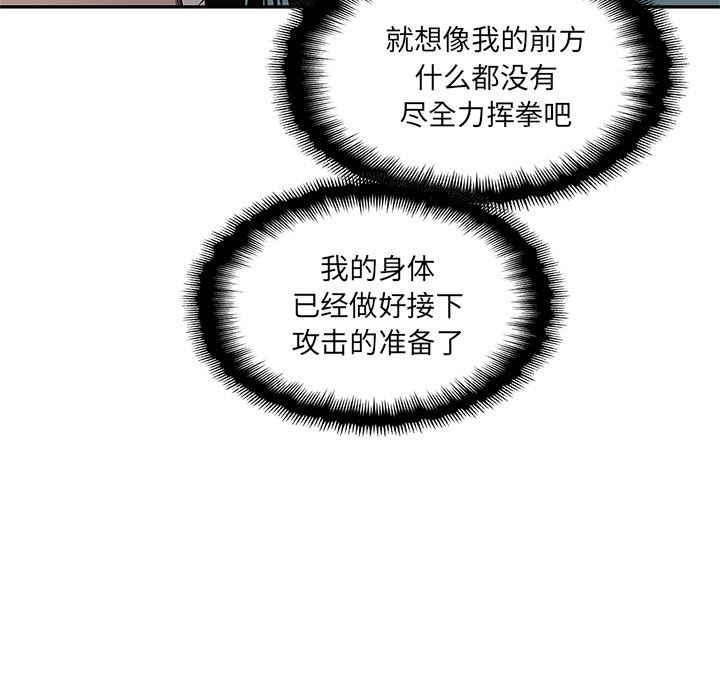 就想像我的前方
什么都没有
尽全力挥拳吧
我的身体
已经做好接下
攻击的准备了